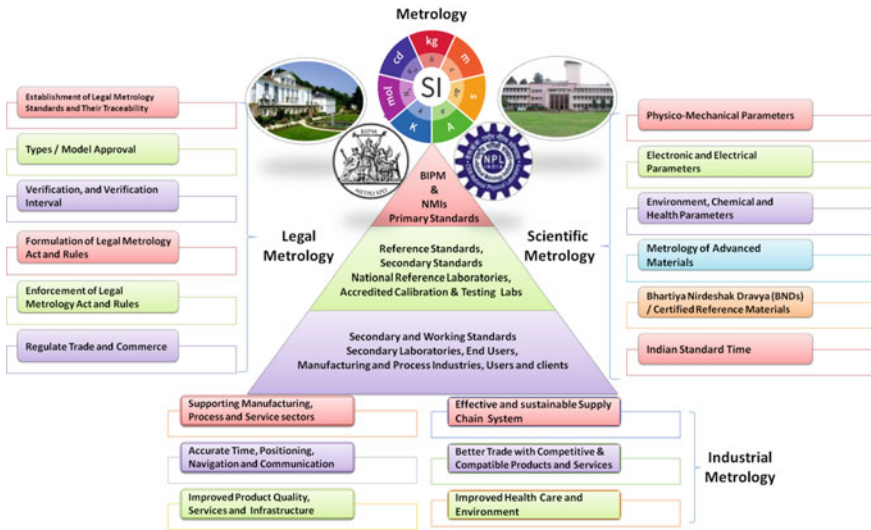 Metrology
kg
m
s
A
K
mol
cd
SI
BIPM
NPL
INDIA
Establishment of Legal Metrology
Standards and Their Traceability
Types / Model Approval
Verification, and Verification
Interval
Formulation of Legal Metrology
Act and Rules
Enforcement of Legal
Metrology Act and Rules
Regulate Trade and Commerce
Legal
Metrology
BIPM
&
NMIs
Primary Standards
Reference Standards,
Secondary Standards
National Reference Laboratories,
Accredited Calibration & Testing Labs
Secondary and Working Standards
Secondary Laboratories, End Users,
Manufacturing and Process Industries, Users and clients
Scientific
Metrology
Physico-Mechanical Parameters
Electronic and Electrical
Parameters
Environment, Chemical and
Health Parameters
Metrology of Advanced
Materials
Bhartiya Nirdeshak Dravya (BNDs)
/ Certified Reference Materials
Indian Standard Time
Supporting Manufacturing,
Process and Service sectors
Accurate Time, Positioning,
Navigation and Communication
Improved Product Quality,
Services and Infrastructure
Effective and sustainable Supply
Chain System
Better Trade with Competitive &
Compatible Products and Services
Improved Health Care and
Environment
Industrial
Metrology